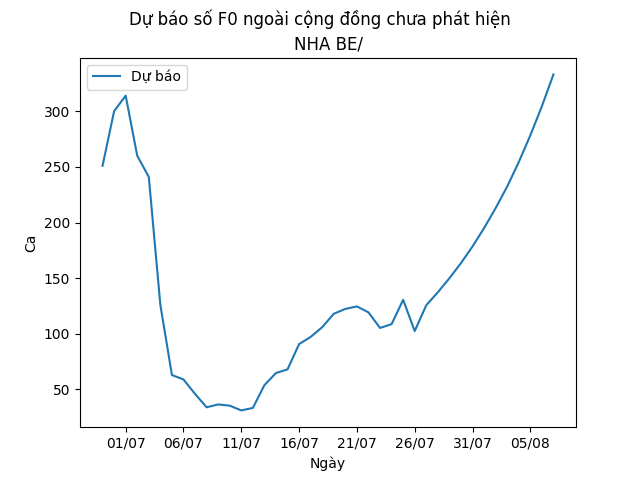 Dự báo số F0 ngoài cộng đồng chưa phát hiện
NHA BE/
Dự báo
Ca
300
250
200
150
100
50
01/07 06/07 11/07 16/07 21/07 26/07 31/07 05/08
Ngày